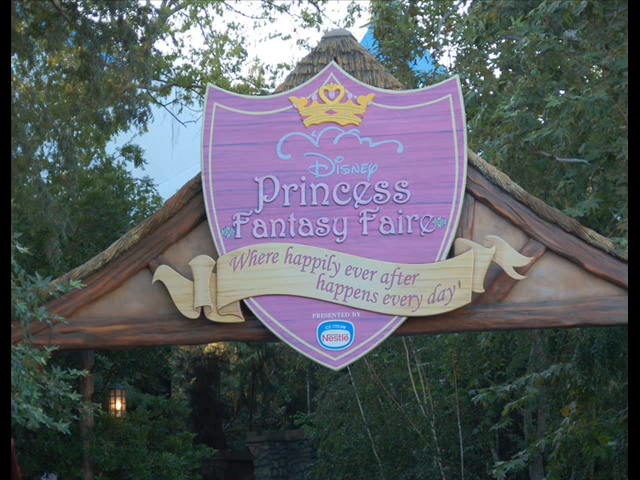 Disney
Princess
Fantasy Faire
Where happily ever after
happens every day
PRESENTED BY
ICE CREAM
Nestlé